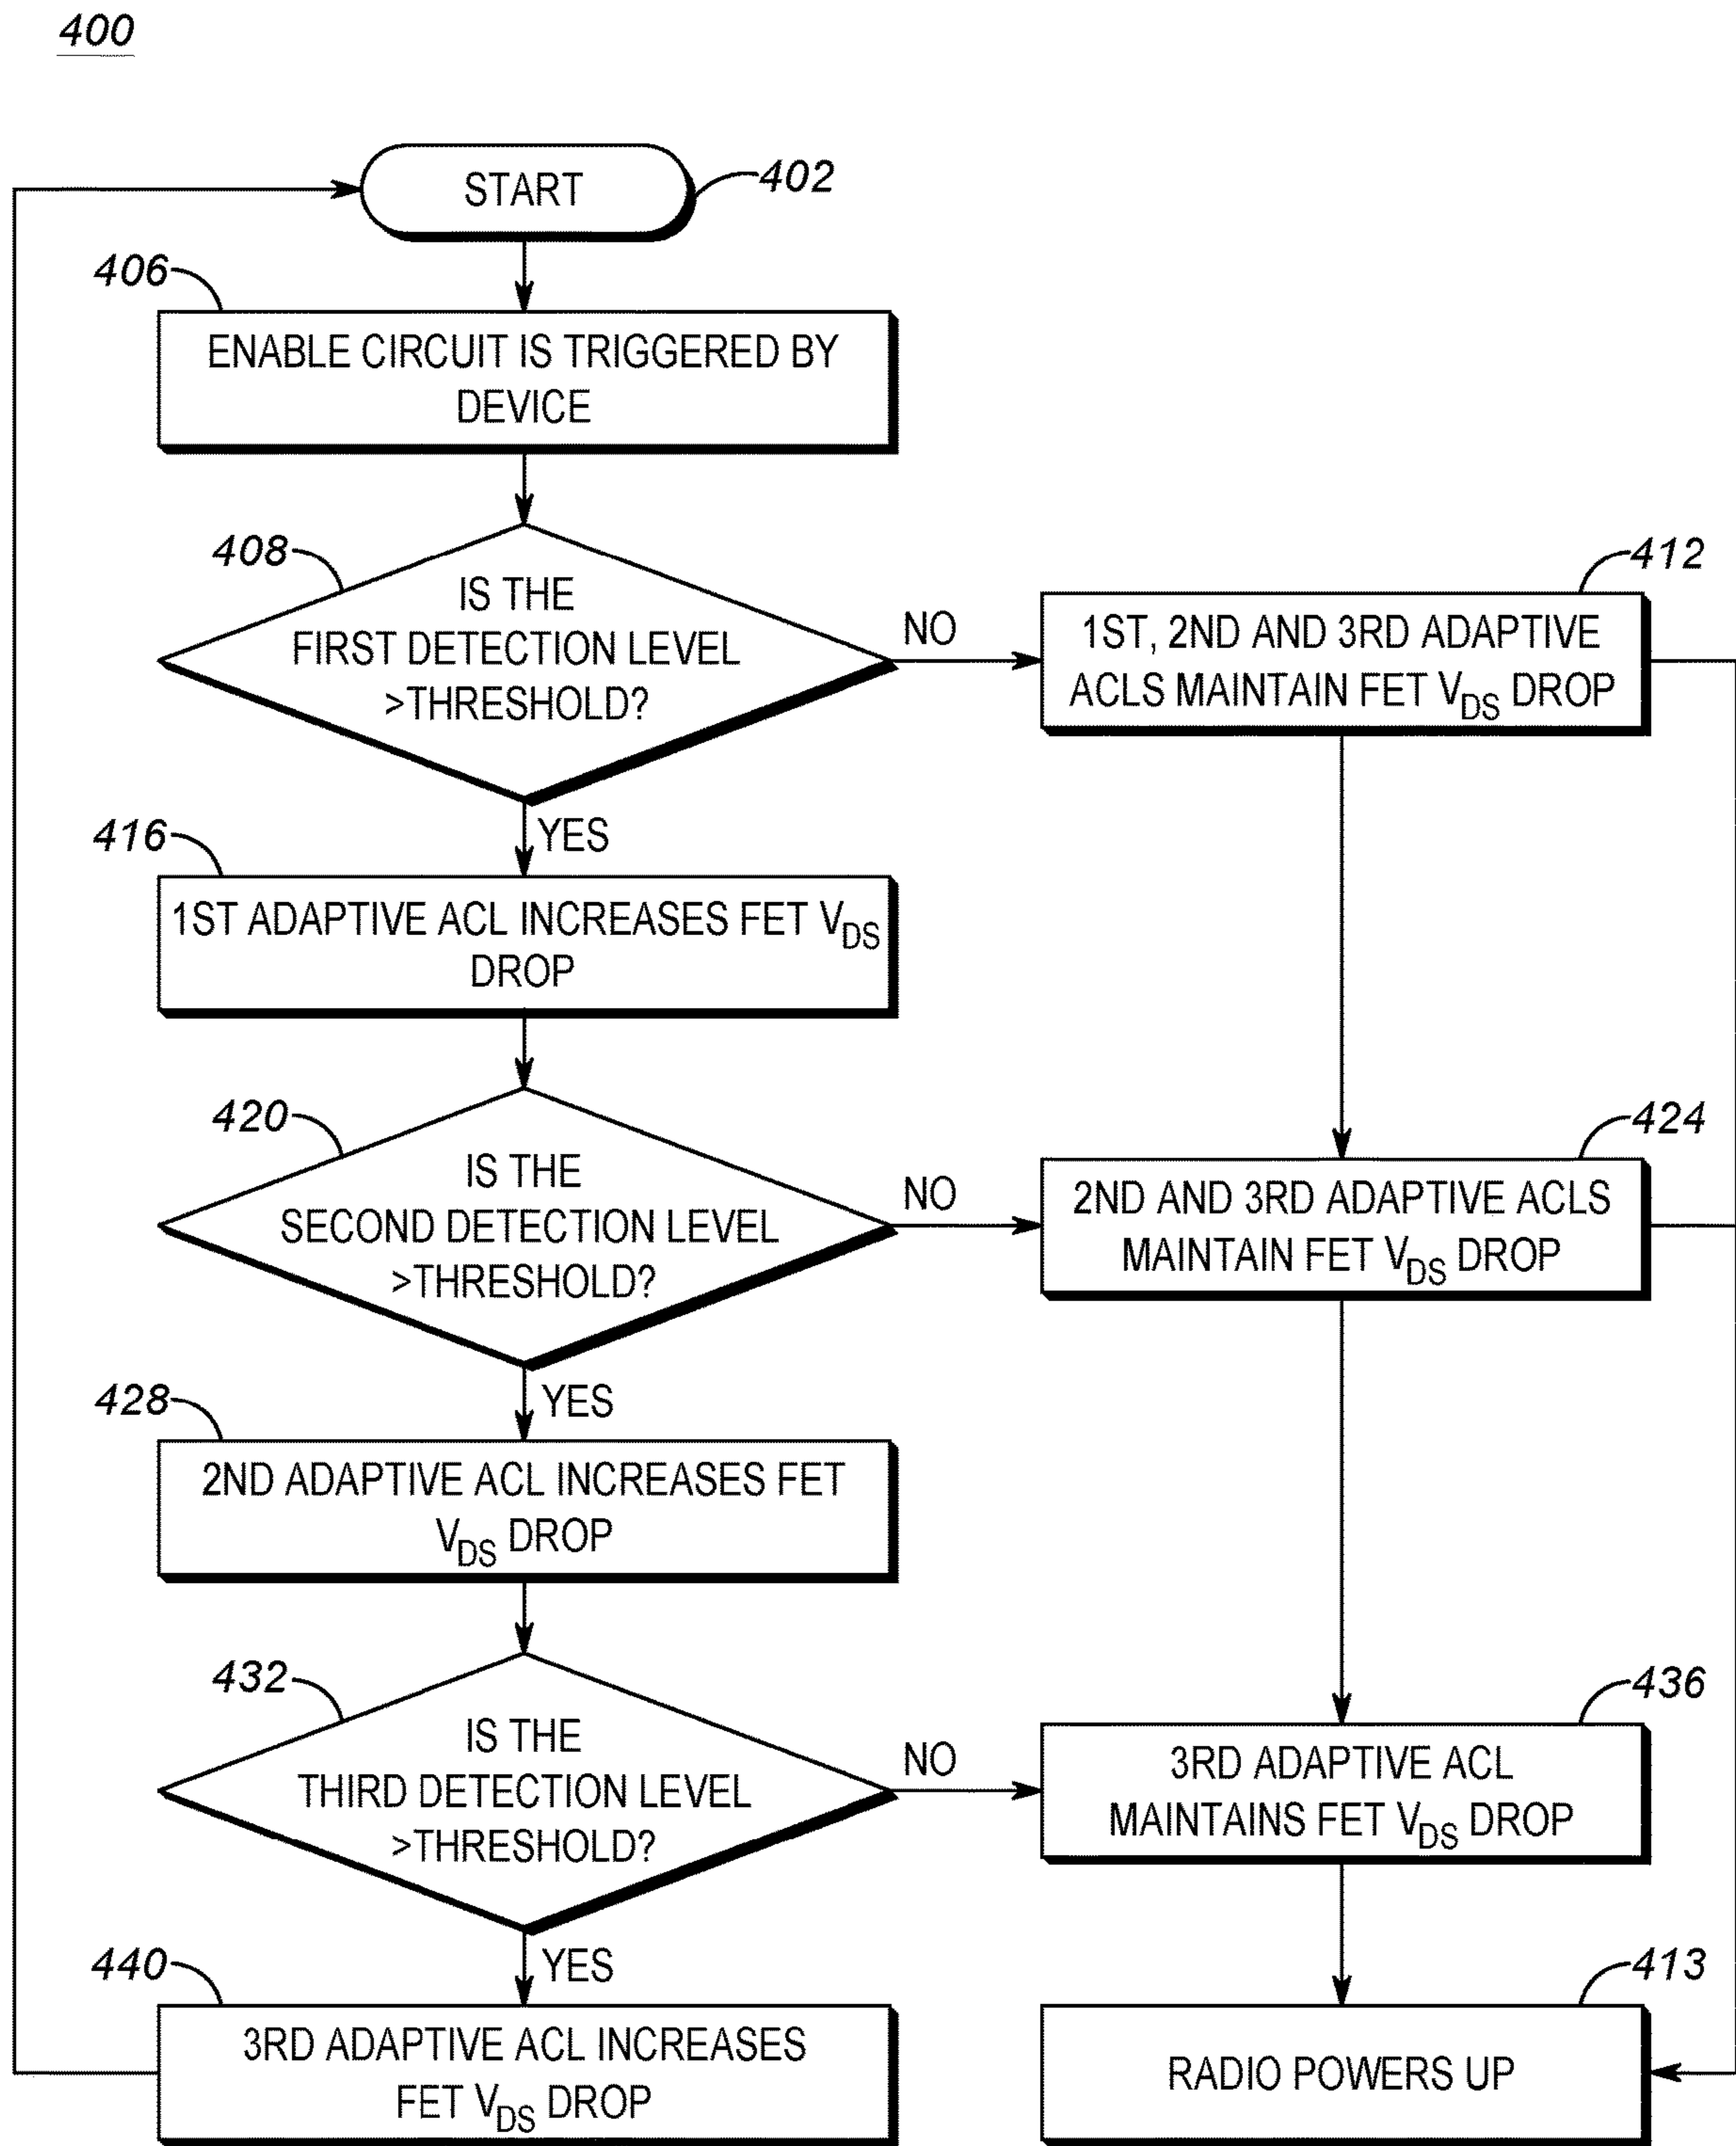 400
START
402
406
ENABLE CIRCUIT IS TRIGGERED BY
DEVICE
408
IS THE
FIRST DETECTION LEVEL
>THRESHOLD?
NO
412
1ST, 2ND AND 3RD ADAPTIVE
ACLS MAINTAIN FET VDS DROP
YES
416
1ST ADAPTIVE ACL INCREASES FET VDS
DROP
420
IS THE
SECOND DETECTION LEVEL
>THRESHOLD?
NO
424
2ND AND 3RD ADAPTIVE ACLS
MAINTAIN FET VDS DROP
YES
428
2ND ADAPTIVE ACL INCREASES FET
VDS DROP
432
IS THE
THIRD DETECTION LEVEL
>THRESHOLD?
NO
436
3RD ADAPTIVE ACL
MAINTAINS FET VDS DROP
YES
440
3RD ADAPTIVE ACL INCREASES
FET VDS DROP
413
RADIO POWERS UP